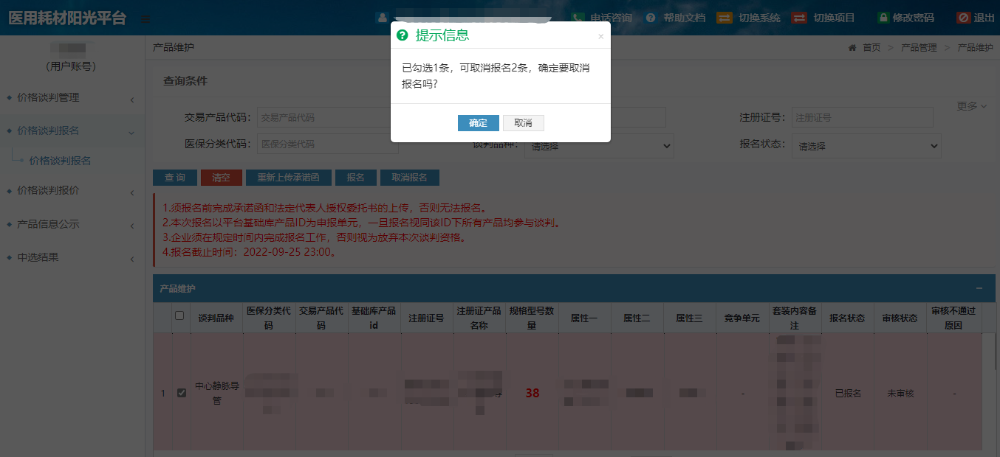 医用耗材阳光平台
电话咨询
帮助文档
切换系统
切换项目
修改密码
退出
提示信息
×
已勾选1条，可取消报名2条，确定要取消
报名吗?
确定
取消
(用户账号)
价格谈判管理
价格谈判报名
价格谈判报名
价格谈判报价
产品信息公示
中选结果
产品维护
首页 > 产品管理 > 产品维护
查询条件
更多
交易产品代码: 交易产品代码
注册证号: 注册证号
医保分类代码: 医保分类代码
谈判品种: 请选择
报名状态: 请选择
查 询
清空
重新上传承诺函
报名
取消报名
1.须报名前完成承诺函和法定代表人授权委托书的上传，否则无法报名。
2.本次报名以平台基础库产品ID为申报单元，一旦报名视同该ID下所有产品均参与谈判。
3.企业须在规定时间内完成报名工作，否则视为放弃本次谈判资格。
4.报名截止时间：2022-09-25 23:00。
产品维护
谈判品种
医保分类代
码
交易产品代
码
基础库产品
id
注册证号
注册证产品
名称
规格型号数
量
属性一
属性二
属性三
竞争单元
套装内容备
注
报名状态
审核状态
审核不通过
原因
1
中心静脉导
管
38
-
已报名
未审核
-